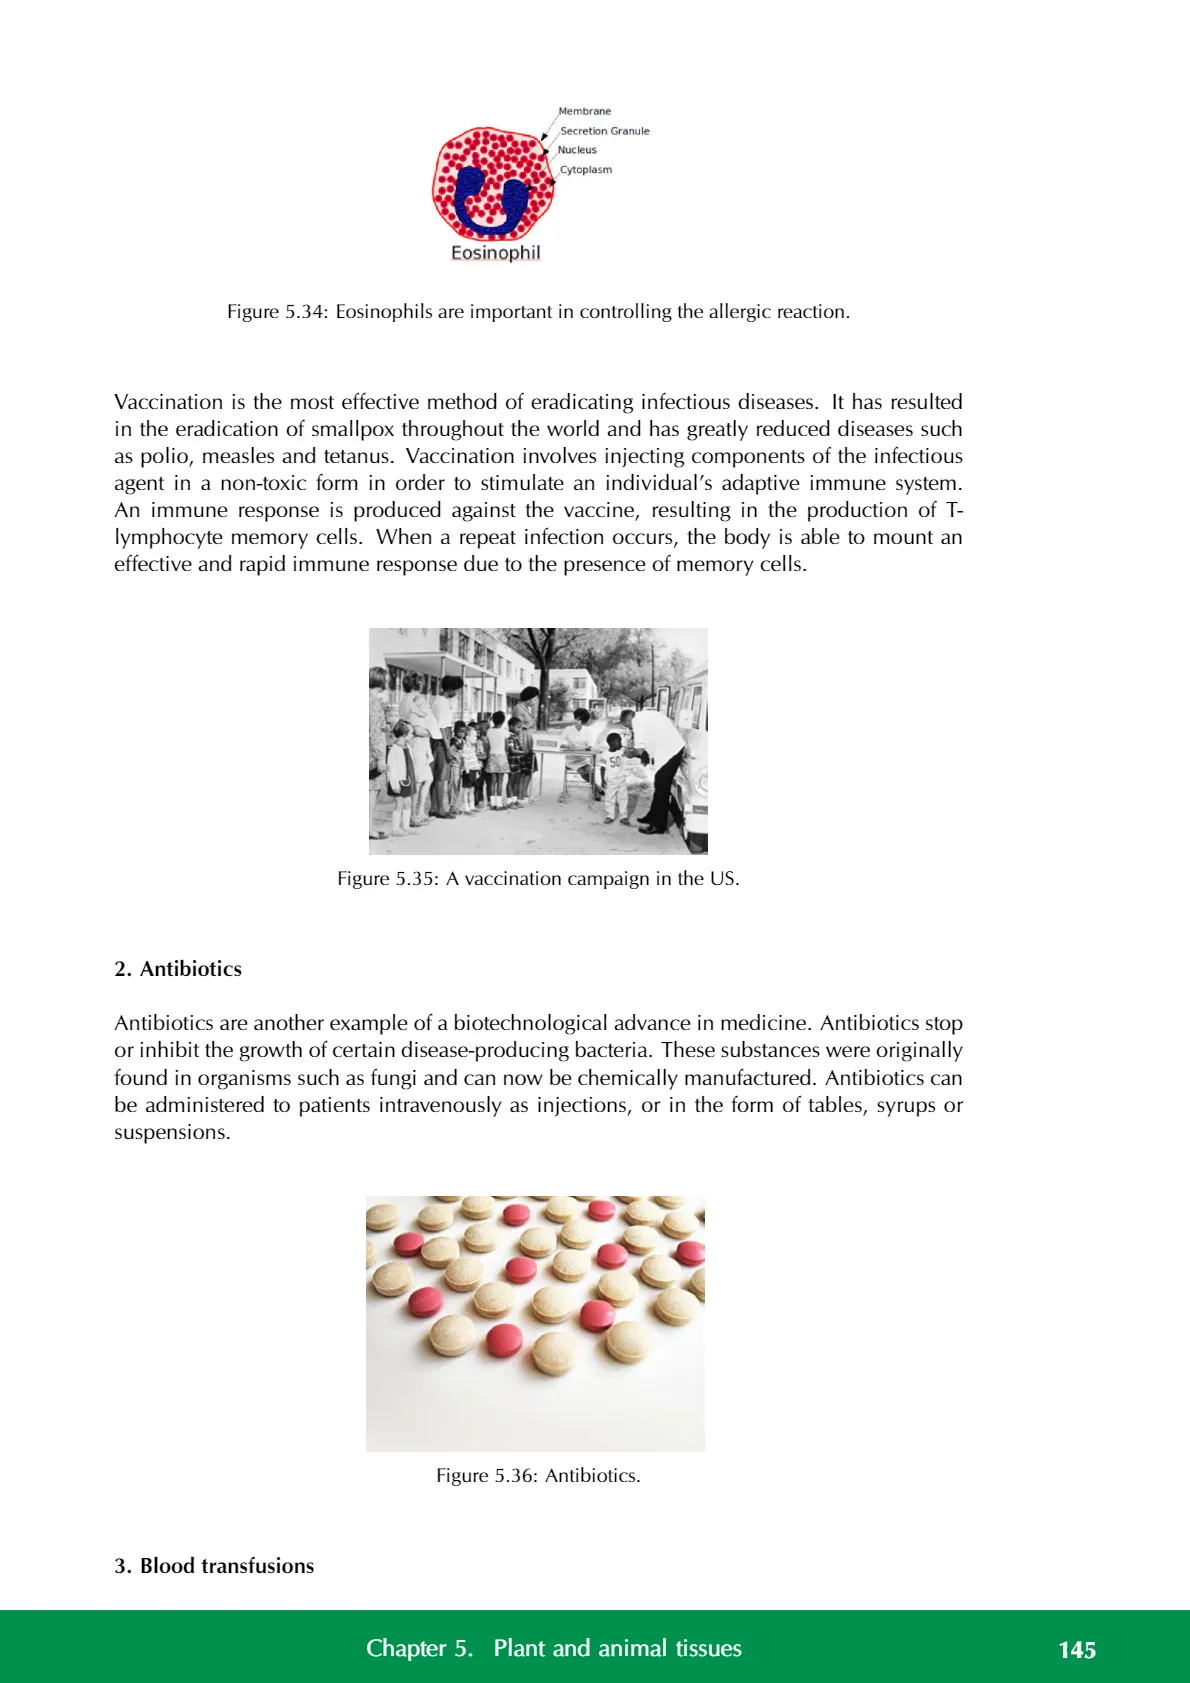 Membrane
Secretion Granule
Nucleus
Cytoplasm
Eosinophil
Figure 5.34: Eosinophils are important in controlling the allergic reaction.
Vaccination is the most effective method of eradicating infectious diseases. It has resulted
in the eradication of smallpox throughout the world and has greatly reduced diseases such
as polio, measles and tetanus. Vaccination involves injecting components of the infectious
agent in a non-toxic form in order to stimulate an individual's adaptive immune system.
An immune response is produced against the vaccine, resulting in the production of T-
lymphocyte memory cells. When a repeat infection occurs, the body is able to mount an
effective and rapid immune response due to the presence of memory cells.
50
Figure 5.35: A vaccination campaign in the US.
2. Antibiotics
Antibiotics are another example of a biotechnological advance in medicine. Antibiotics stop
or inhibit the growth of certain disease-producing bacteria. These substances were originally
found in organisms such as fungi and can now be chemically manufactured. Antibiotics can
be administered to patients intravenously as injections, or in the form of tables, syrups or
suspensions.
Figure 5.36: Antibiotics.
3. Blood transfusions
Chapter 5. Plant and animal tissues
145